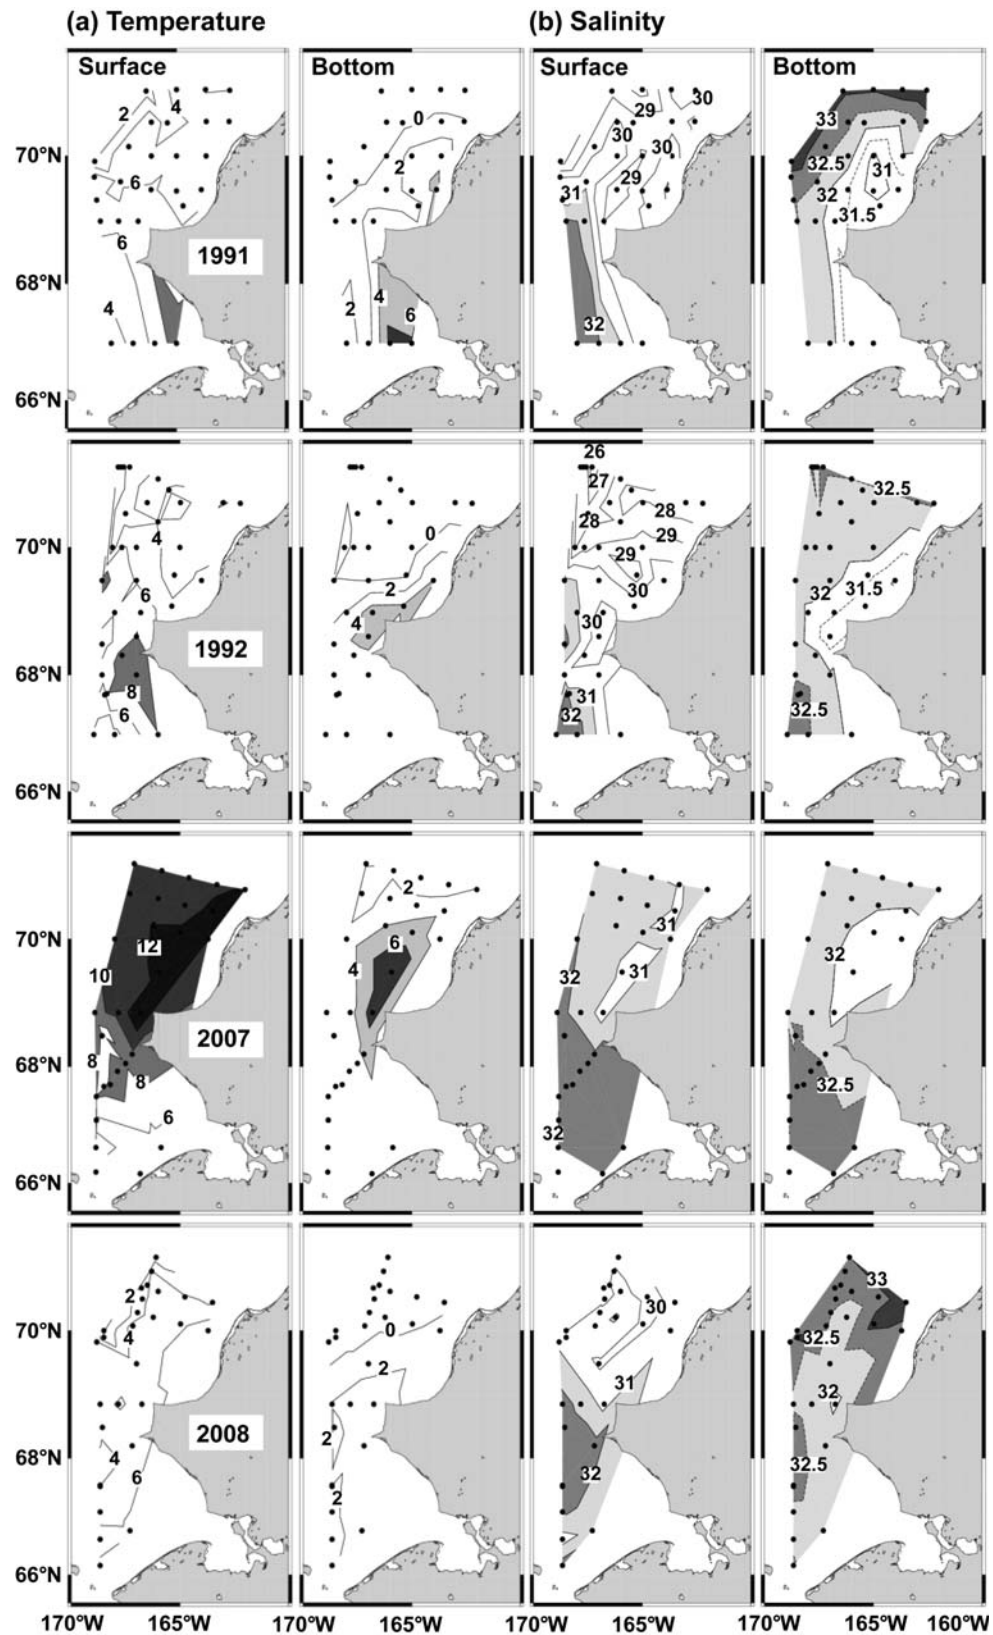 (a) Temperature (b) Salinity
Surface Bottom Surface Bottom
2 4 0 29 30 33
70°N 30 30 32.5
6 2 29 31 32 31
31 31.5
6 30
1991
68°N
4 2 4 6 32
66°N
26
27 32.5
28 28
4 0 29
70°N 29
6 2 32 31.5
4 30 30
1992
68°N
8 31 32.5
6 32
66°N
2
12 6 31 32
70°N
10 4 32 31
2007
8 8 32.5
68°N
6 32
66°N
2 30 33
4 0 32.5
70°N
2 31 32
2008
4 6 2 32 32.5
68°N
2
66°N
170°W 165°W 170°W 165°W 170°W 165°W 170°W 165°W 160°W